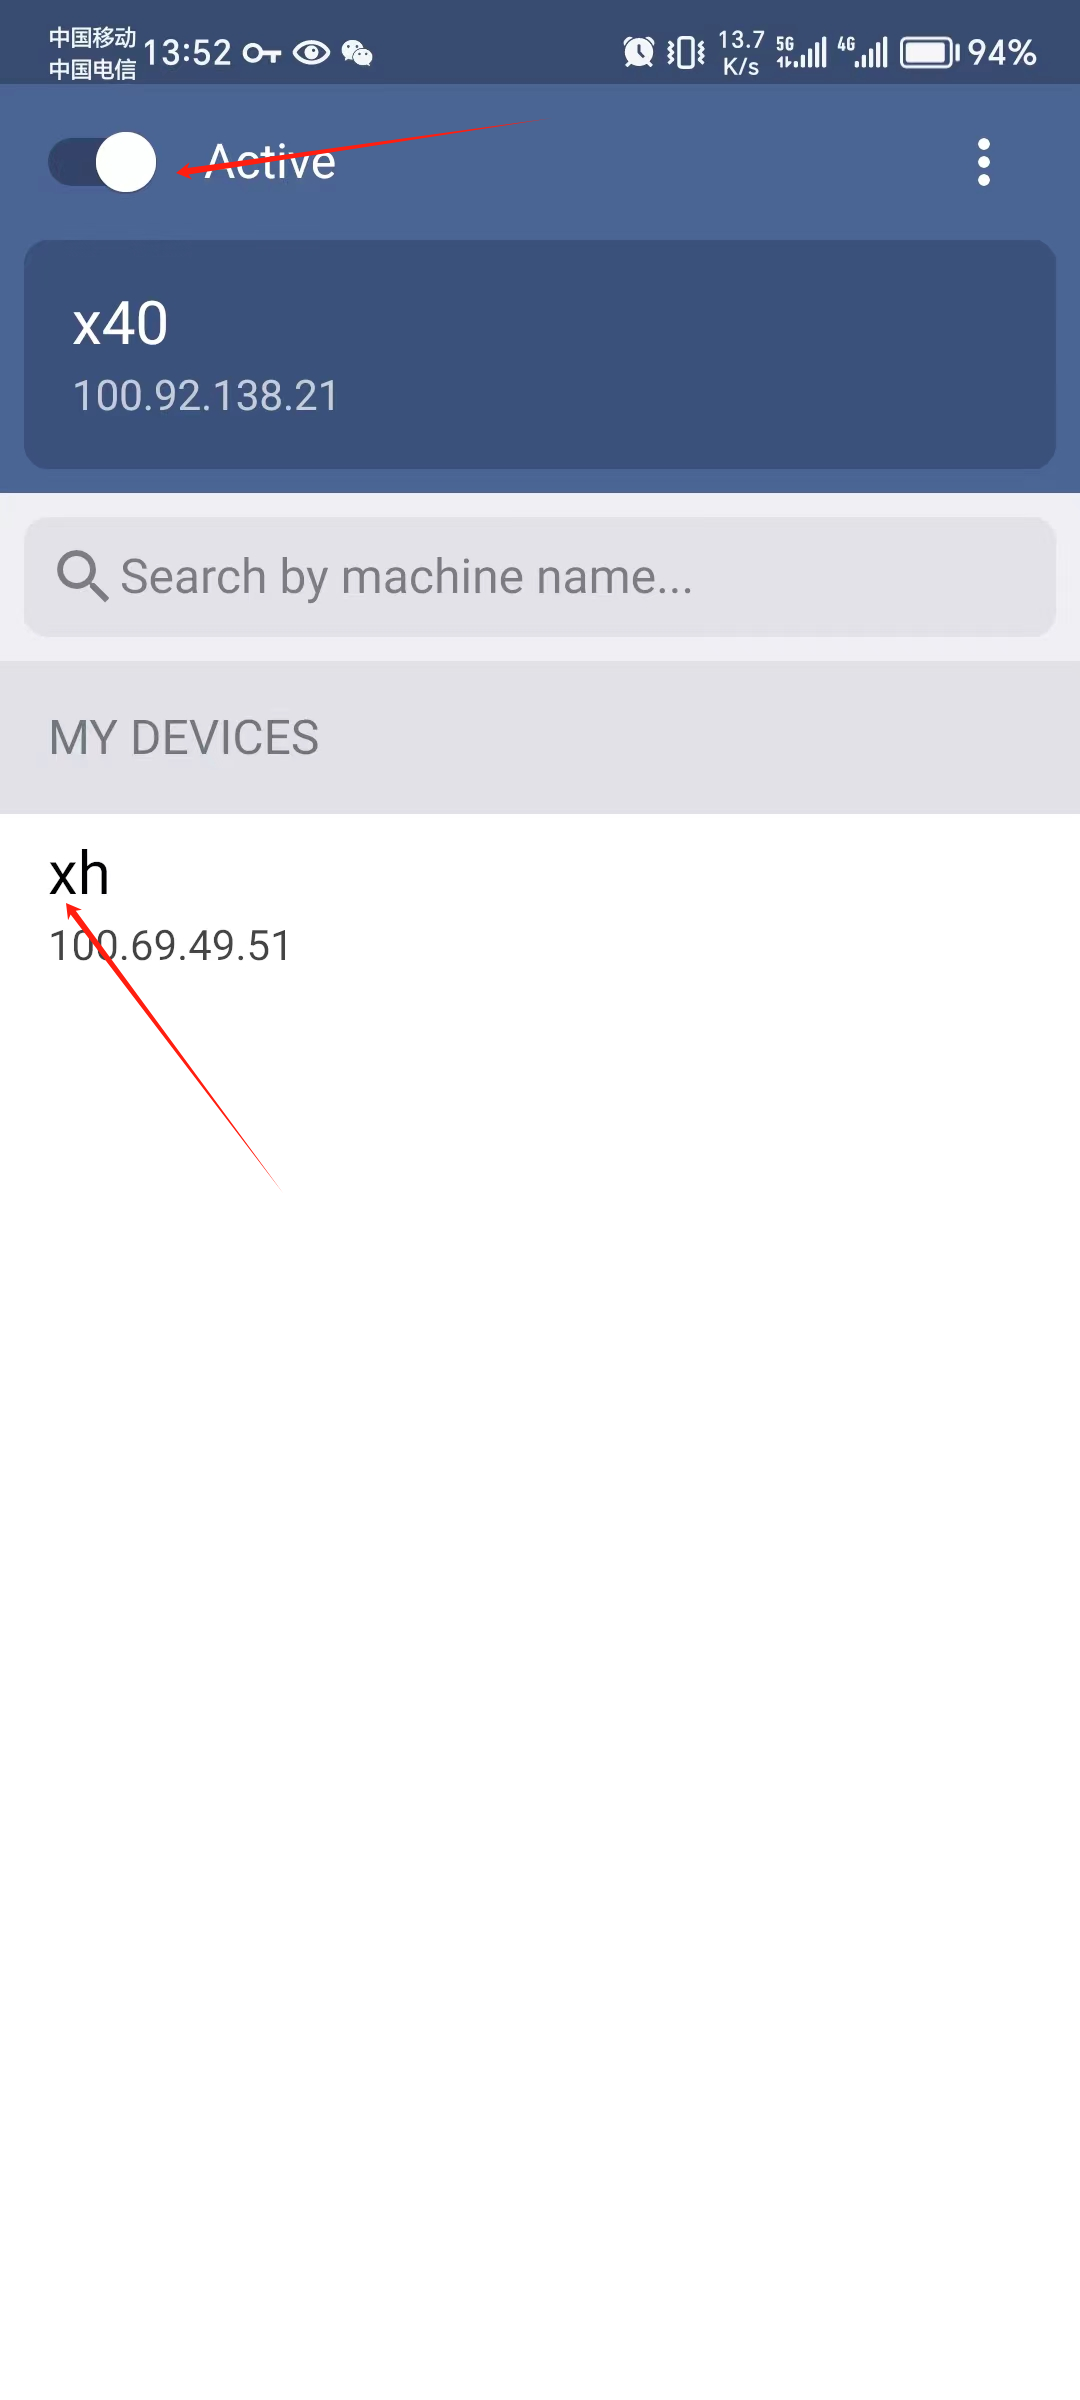 中国移动
中国电信
13:52
13.7
K/s
5G
4G
94%
Active
x40
100.92.138.21
Search by machine name...
MY DEVICES
xh
100.69.49.51